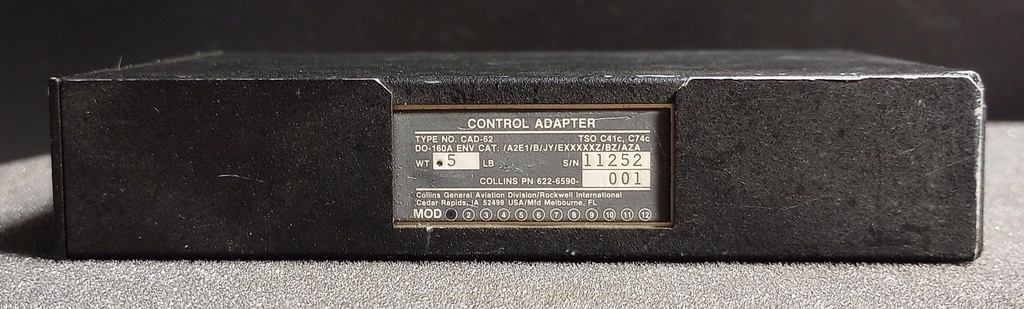 CONTROL ADAPTER
TYPE NO. CAD-62 TSO C41c, C74c
DO-160A ENV CAT. /A2E1/B/JY/EXXXXXZ/BZ/AZA
WT .5 LB S/N 11252
COLLINS PN 622-6590- 001
Collins General Aviation Division/Rockwell International
Cedar Rapids, IA 52498 USA/Mfd Melbourne, FL
MOD 2 3 4 5 6 7 8 9 10 11 12